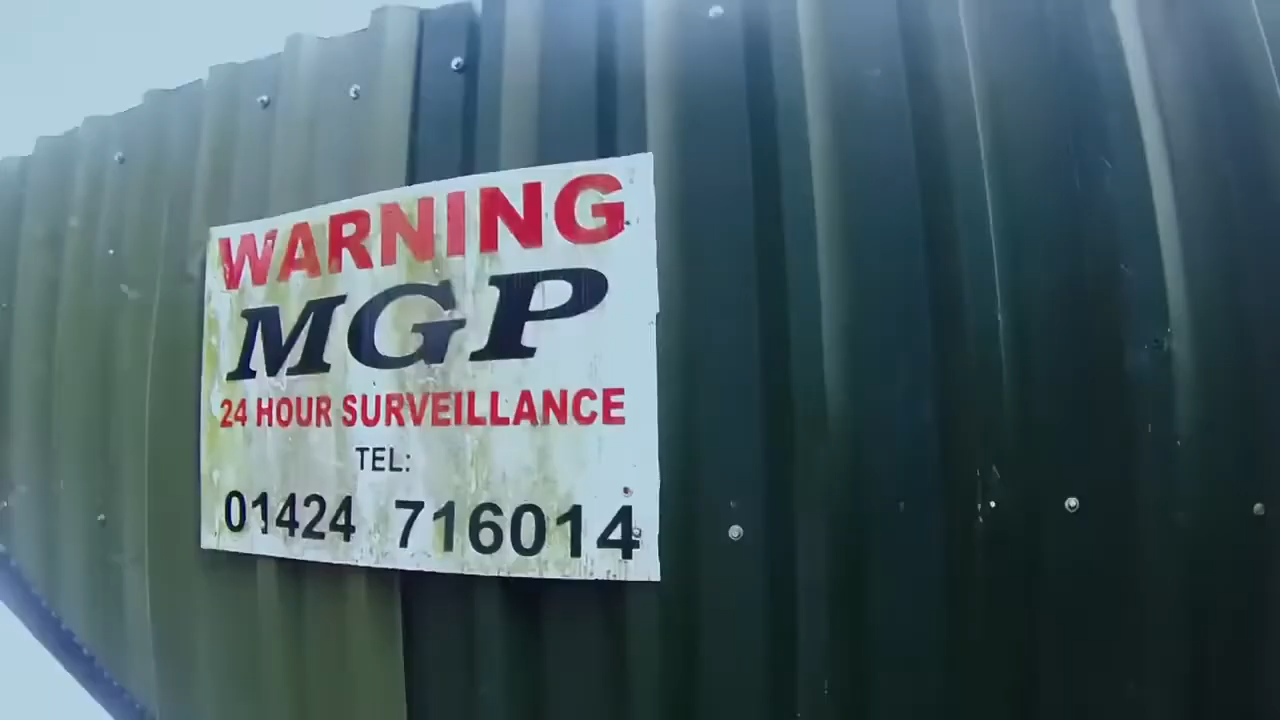 WARNING
MGP
24 HOUR SURVEILLANCE
TEL:
01424 716014